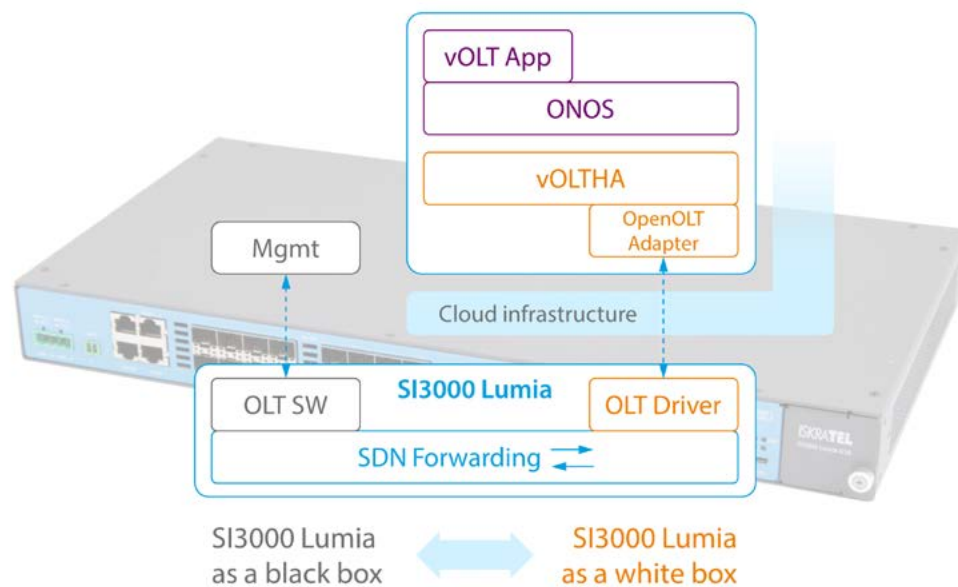 vOLT App
ONOS
vOLTHA
OpenOLT
Adapter
Mgmt
Cloud infrastructure
OLT SW
SI3000 Lumia
OLT Driver
SDN Forwarding
ISKRATEL
SI3000 Lumia
as a black box
SI3000 Lumia
as a white box